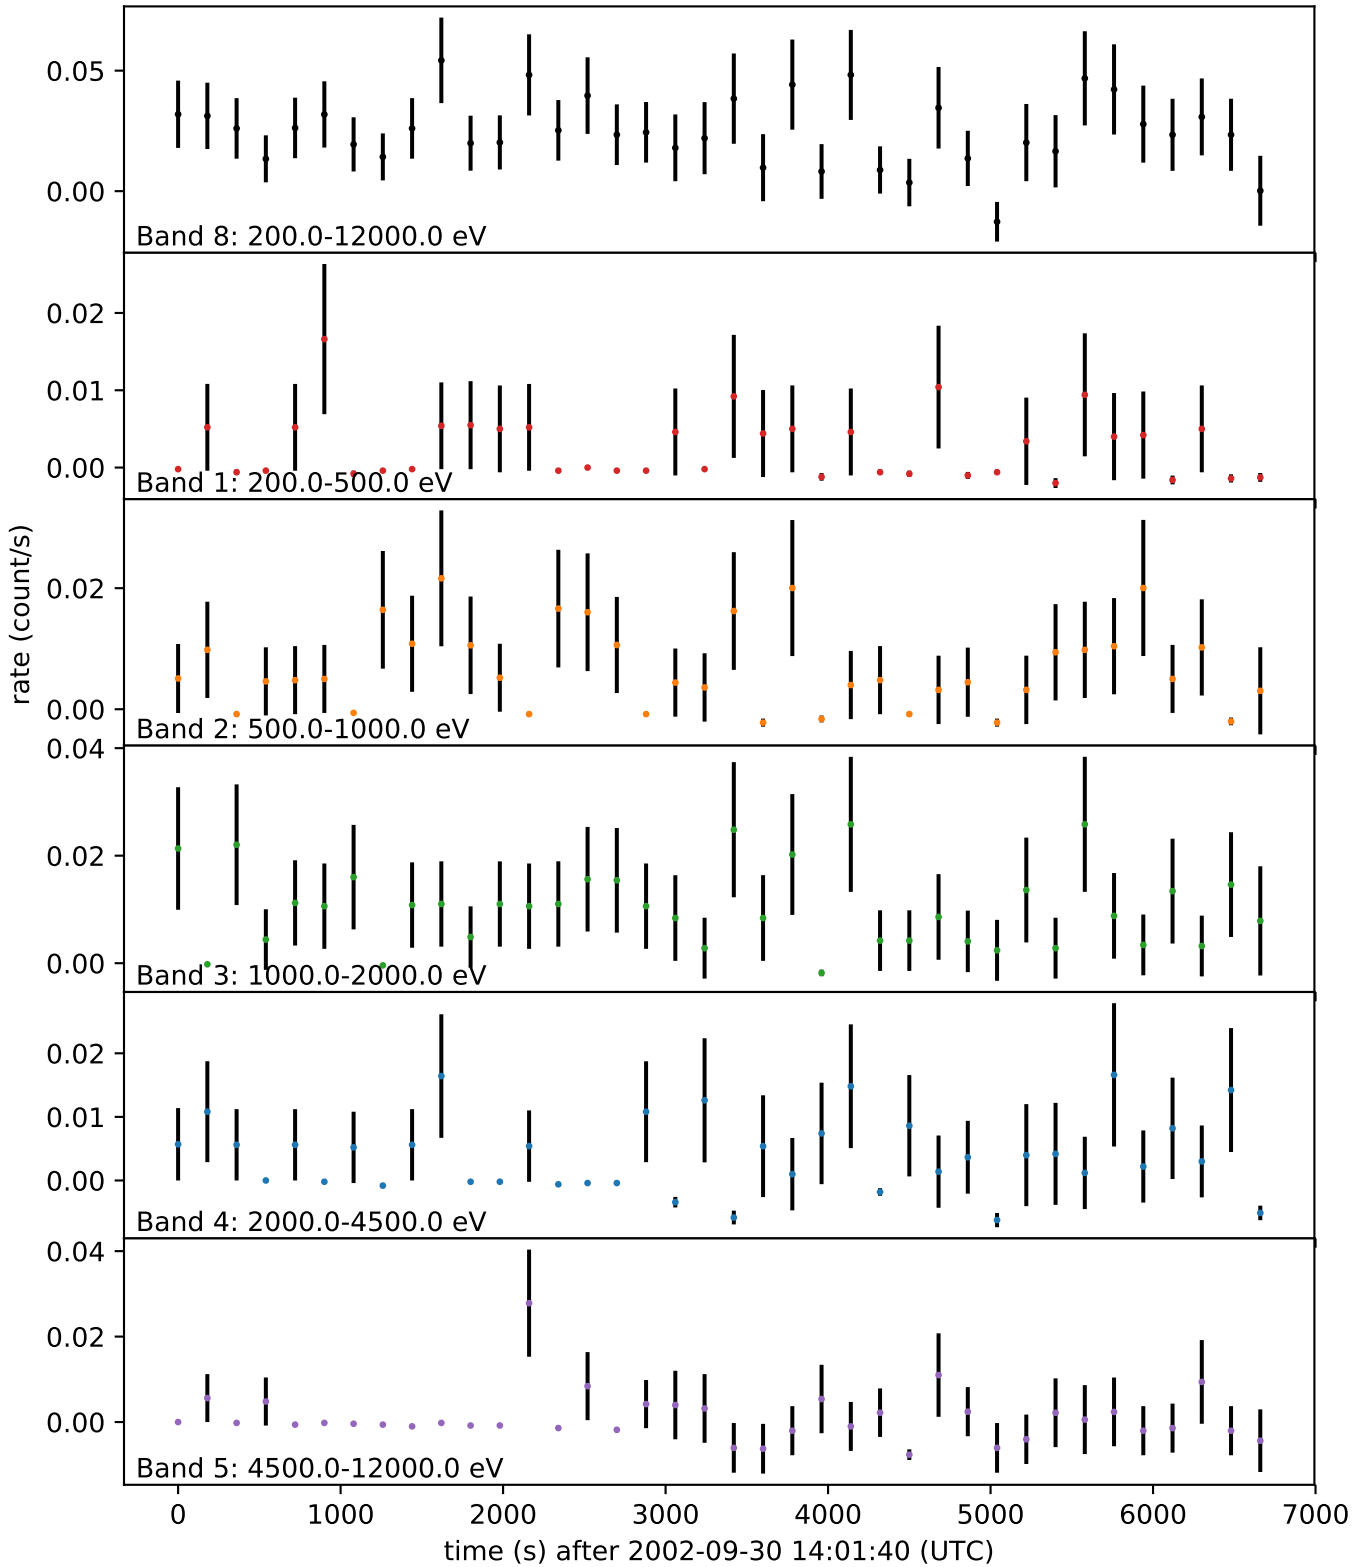 0.05
0.00
Band 8: 200.0-12000.0 eV
0.02
0.01
0.00
Band 1: 200.0-500.0 eV
0.02
0.00
Band 2: 500.0-1000.0 eV
rate (count/s)
0.04
0.02
0.00
Band 3: 1000.0-2000.0 eV
0.02
0.01
0.00
Band 4: 2000.0-4500.0 eV
0.04
0.02
0.00
Band 5: 4500.0-12000.0 eV
0 1000 2000 3000 4000 5000 6000 7000
time (s) after 2002-09-30 14:01:40 (UTC)